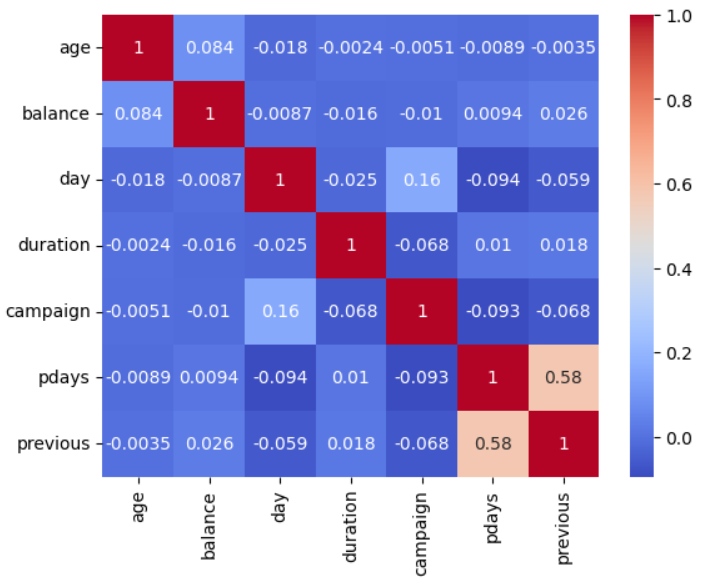 age 1 0.084 -0.018 -0.0024 -0.0051 -0.0089 -0.0035
balance 0.084 1 -0.0087 -0.016 -0.01 0.0094 0.026
day -0.018 -0.0087 1 -0.025 0.16 -0.094 -0.059
duration -0.0024 -0.016 -0.025 1 -0.068 0.01 0.018
campaign -0.0051 -0.01 0.16 -0.068 1 -0.093 -0.068
pdays -0.0089 0.0094 -0.094 0.01 -0.093 1 0.58
previous -0.0035 0.026 -0.059 0.018 -0.068 0.58 1
age balance day duration campaign pdays previous
1.0
0.8
0.6
0.4
0.2
0.0